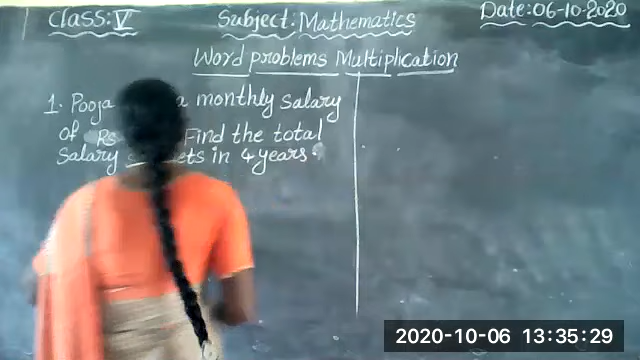 Class: V
Subject: Mathematics
Date: 06-10-2020
Word problems Multiplication
1. Pooja a monthly salary
of Rs Find the total
Salary in 4 years.
2020-10-06 13:35:29